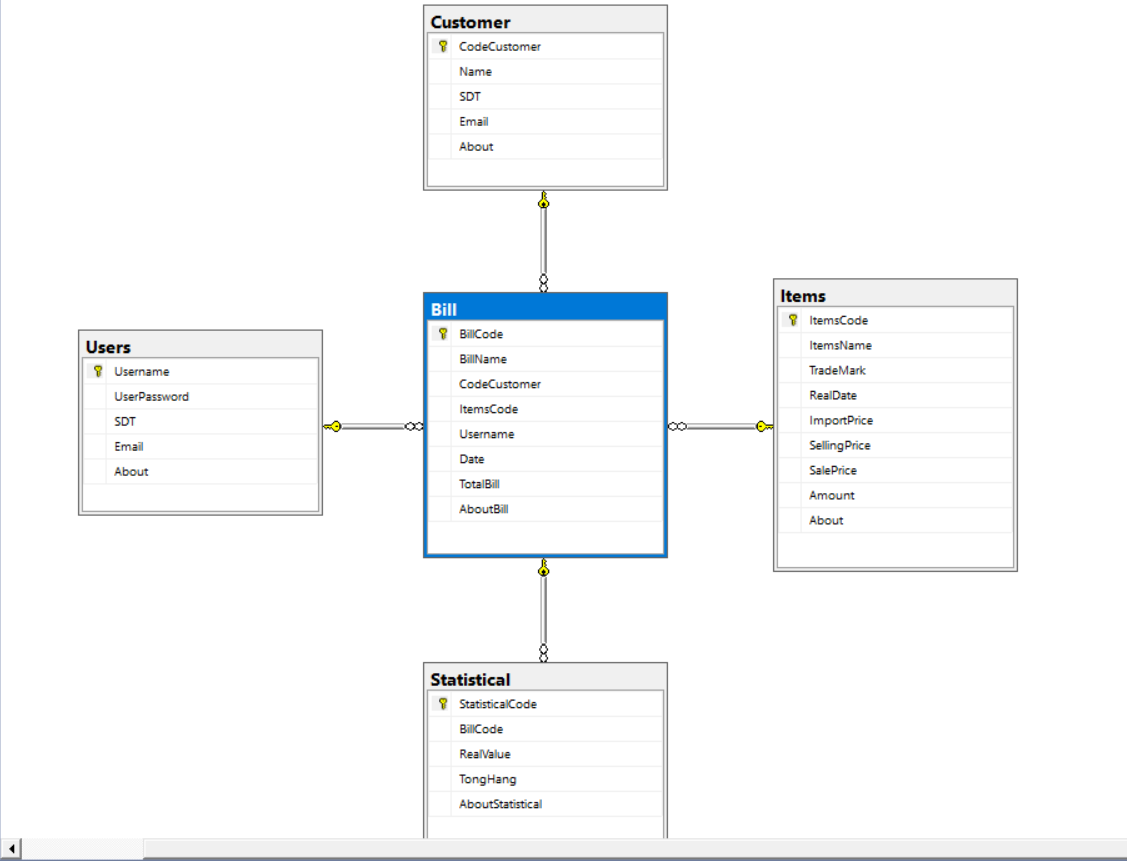 Customer
CodeCustomer
Name
SDT
Email
About
Users
Username
UserPassword
SDT
Email
About
Bill
BillCode
BillName
CodeCustomer
ItemsCode
Username
Date
TotalBill
AboutBill
Items
ItemsCode
ItemsName
TradeMark
RealDate
ImportPrice
SellingPrice
SalePrice
Amount
About
Statistical
StatisticalCode
BillCode
RealValue
TongHang
AboutStatistical